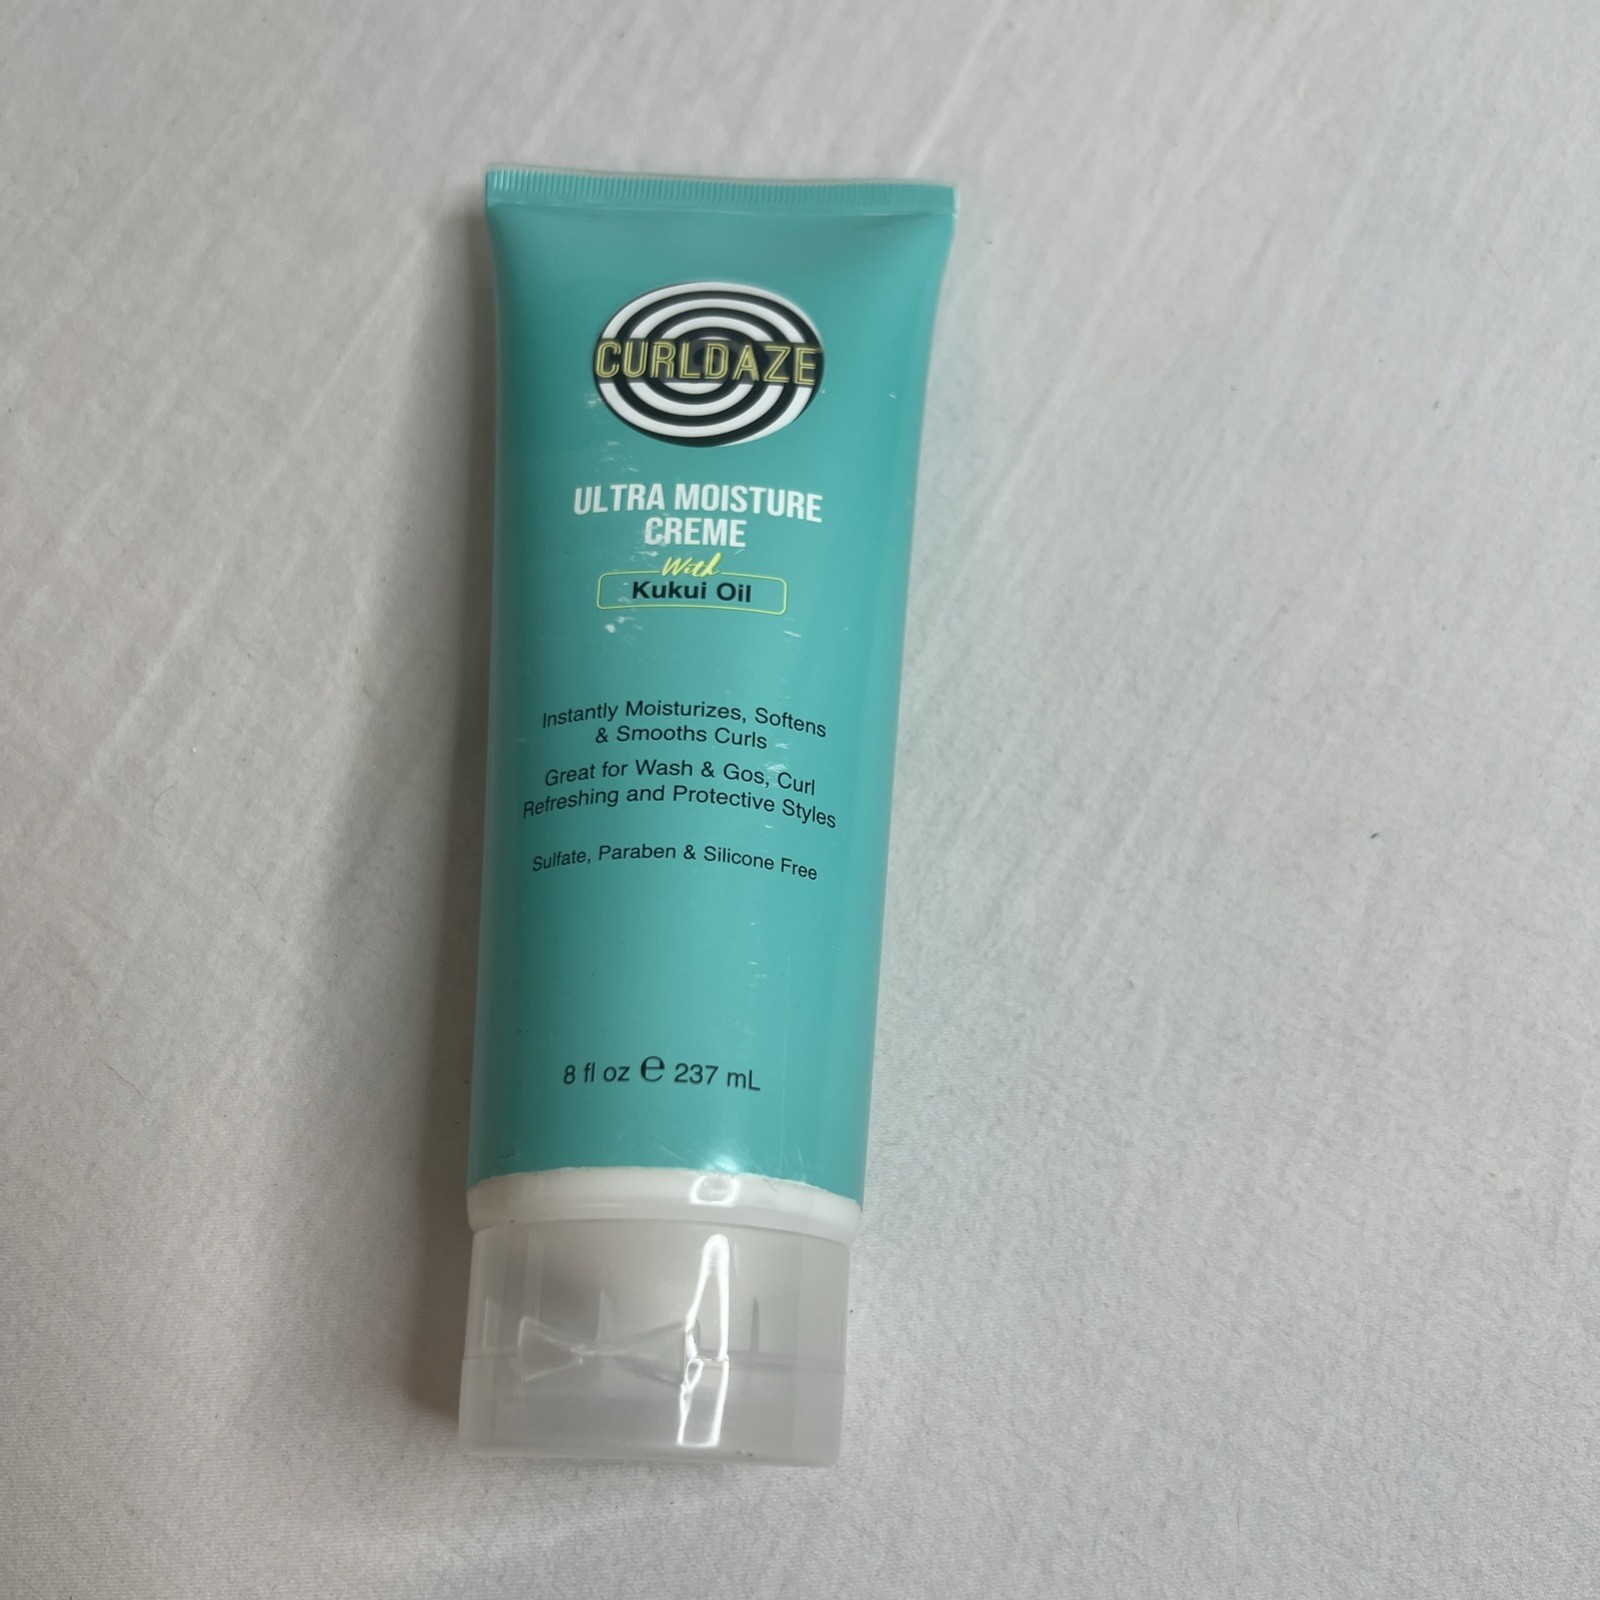 CURLDAZE
ULTRA MOISTURE
CREME
With
Kukui Oil
Instantly Moisturizes, Softens
& Smooths Curls
Great for Wash & Gos, Curl
Refreshing and Protective Styles
Sulfate, Paraben & Silicone Free
8 fl oz ℮ 237 mL